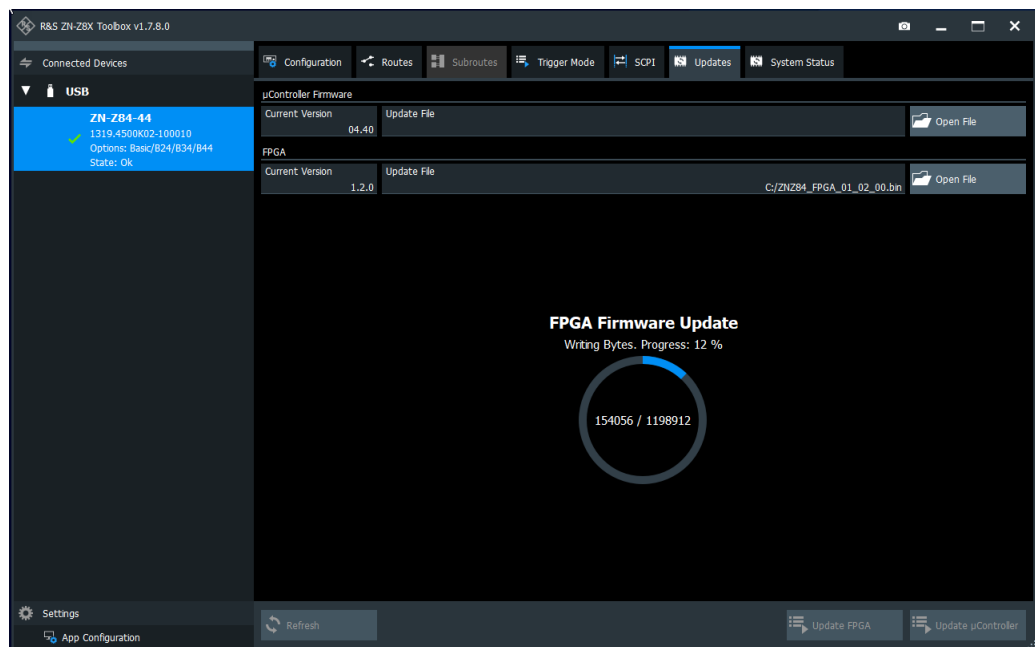 R&S ZN-Z8X Toolbox v1.7.8.0
Connected Devices
USB
ZN-Z84-44
1319.4500K02-100010
Options: Basic/B24/B34/B44
State: Ok
Settings
App Configuration
Configuration Routes Subroutes Trigger Mode SCPI Updates System Status
µController Firmware
Current Version Update File
04.40 Open File
FPGA
Current Version Update File
1.2.0 C:/ZNZ84_FPGA_01_02_00.bin Open File
FPGA Firmware Update
Writing Bytes. Progress: 12 %
154056 / 1198912
Refresh Update FPGA Update µController